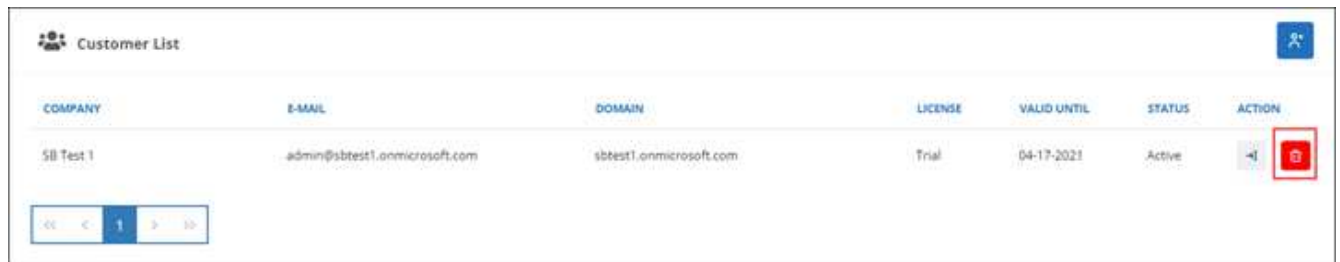 Customer List
COMPANY E-MAIL DOMAIN LICENSE VALID UNTIL STATUS ACTION
SB Test 1 admin@sbtest1.onmicrosoft.com sbtest1.onmicrosoft.com Trial 04-17-2021 Active
<< < 1 > >>